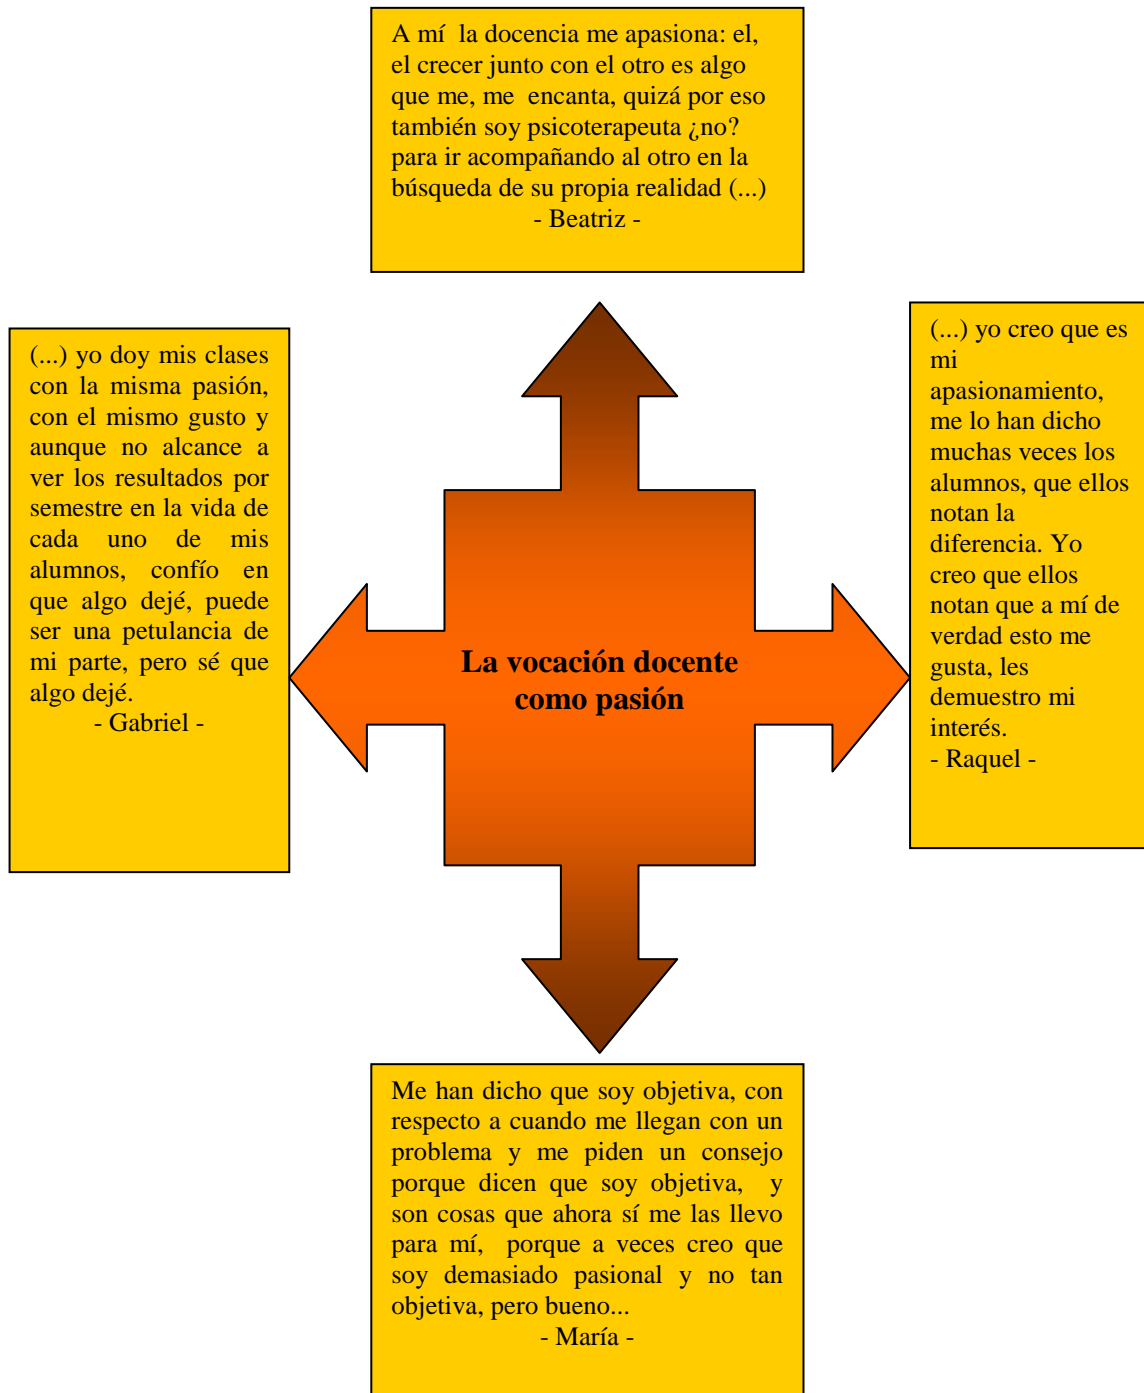 A mí la docencia me apasiona: el,
el crecer junto con el otro es algo
que me, me encanta, quizá por eso
también soy psicoterapeuta ¿no?
para ir acompañando al otro en la
búsqueda de su propia realidad (...)
- Beatriz -
(...) yo doy mis clases
con la misma pasión,
con el mismo gusto y
aunque no alcance a
ver los resultados por
semestre en la vida de
cada uno de mis
alumnos, confío en
que algo dejé, puede
ser una petulancia de
mi parte, pero sé que
algo dejé.
- Gabriel -
La vocación docente
como pasión
(...) yo creo que es
mi
apasionamiento,
me lo han dicho
muchas veces los
alumnos, que ellos
notan la
diferencia. Yo
creo que ellos
notan que a mí de
verdad esto me
gusta, les
demuestro mi
interés.
- Raquel -
Me han dicho que soy objetiva, con
respecto a cuando me llegan con un
problema y me piden un consejo
porque dicen que soy objetiva, y
son cosas que ahora sí me las llevo
para mí, porque a veces creo que
soy demasiado pasional y no tan
objetiva, pero bueno...
- María -